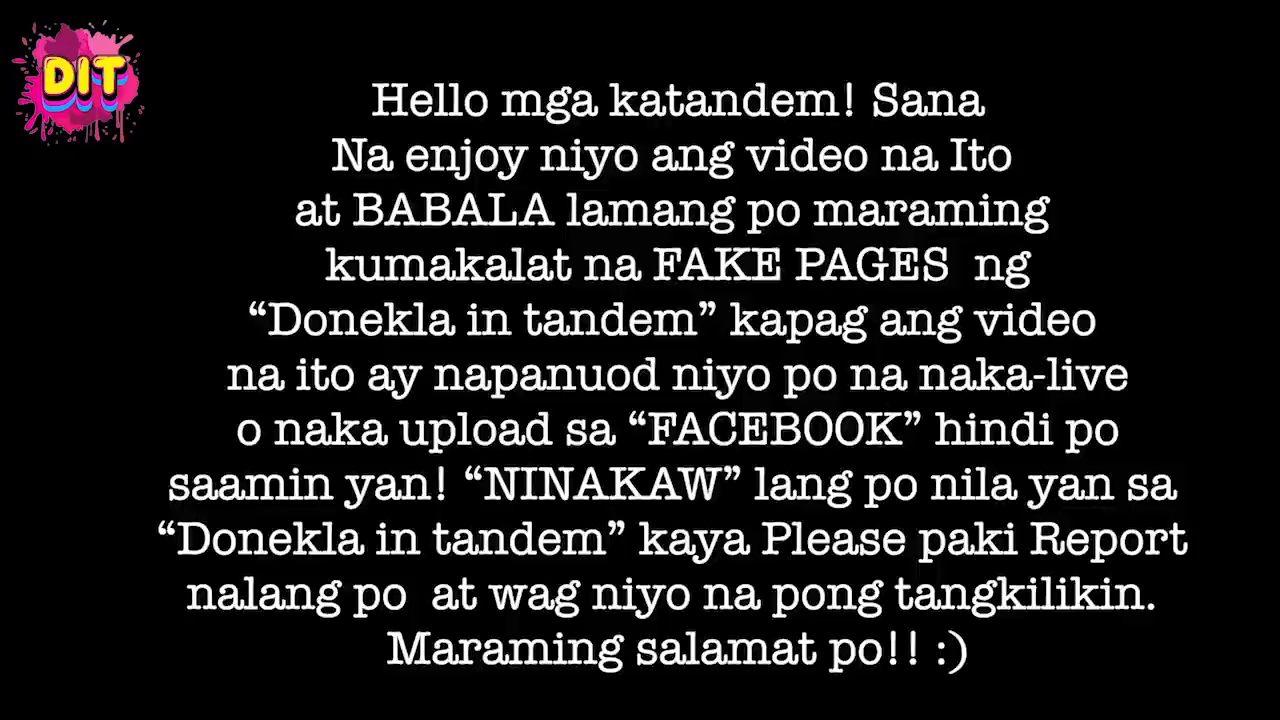 DIT
Hello mga katandem! Sana
Na enjoy niyo ang video na Ito
at BABALA lamang po maraming
kumakalat na FAKE PAGES  ng
“Donekla in tandem” kapag ang video
na ito ay napanuod niyo po na naka-live
o naka upload sa “FACEBOOK” hindi po
saamin yan! “NINAKAW” lang po nila yan sa
“Donekla in tandem” kaya Please paki Report
nalang po  at wag niyo na pong tangkilikin.
Maraming salamat po!! :)